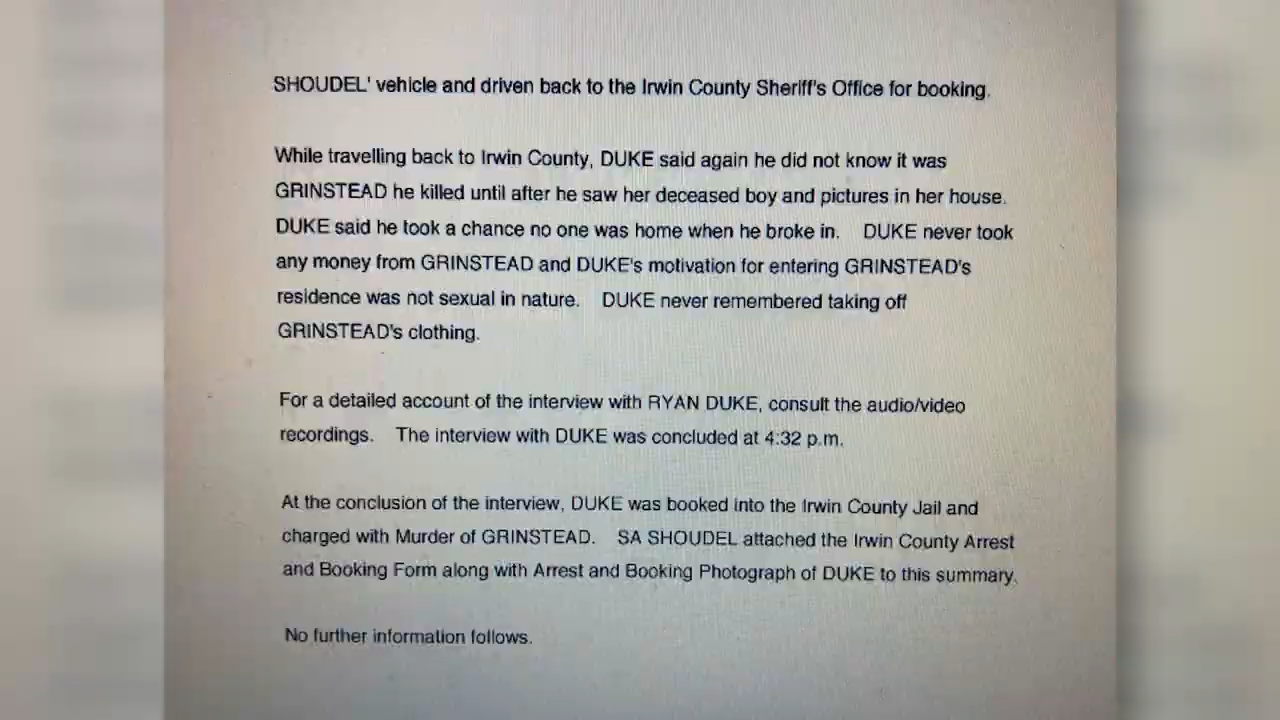 SHOUDEL' vehicle and driven back to the Irwin County Sheriff's Office for booking.
While travelling back to Irwin County, DUKE said again he did not know it was
GRINSTEAD he killed until after he saw her deceased boy and pictures in her house.
DUKE said he took a chance no one was home when he broke in. DUKE never took
any money from GRINSTEAD and DUKE's motivation for entering GRINSTEAD's
residence was not sexual in nature. DUKE never remembered taking off
GRINSTEAD's clothing.
For a detailed account of the interview with RYAN DUKE, consult the audio/video
recordings. The interview with DUKE was concluded at 4:32 p.m.
At the conclusion of the interview, DUKE was booked into the Irwin County Jail and
charged with Murder of GRINSTEAD. SA SHOUDEL attached the Irwin County Arrest
and Booking Form along with Arrest and Booking Photograph of DUKE to this summary.
No further information follows.